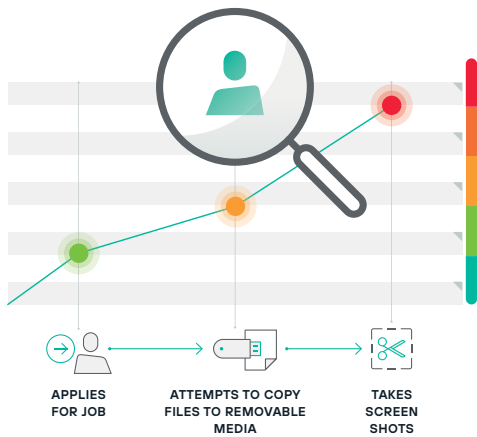 APPLIES
FOR JOB
ATTEMPTS TO COPY
FILES TO REMOVABLE
MEDIA
TAKES
SCREEN
SHOTS